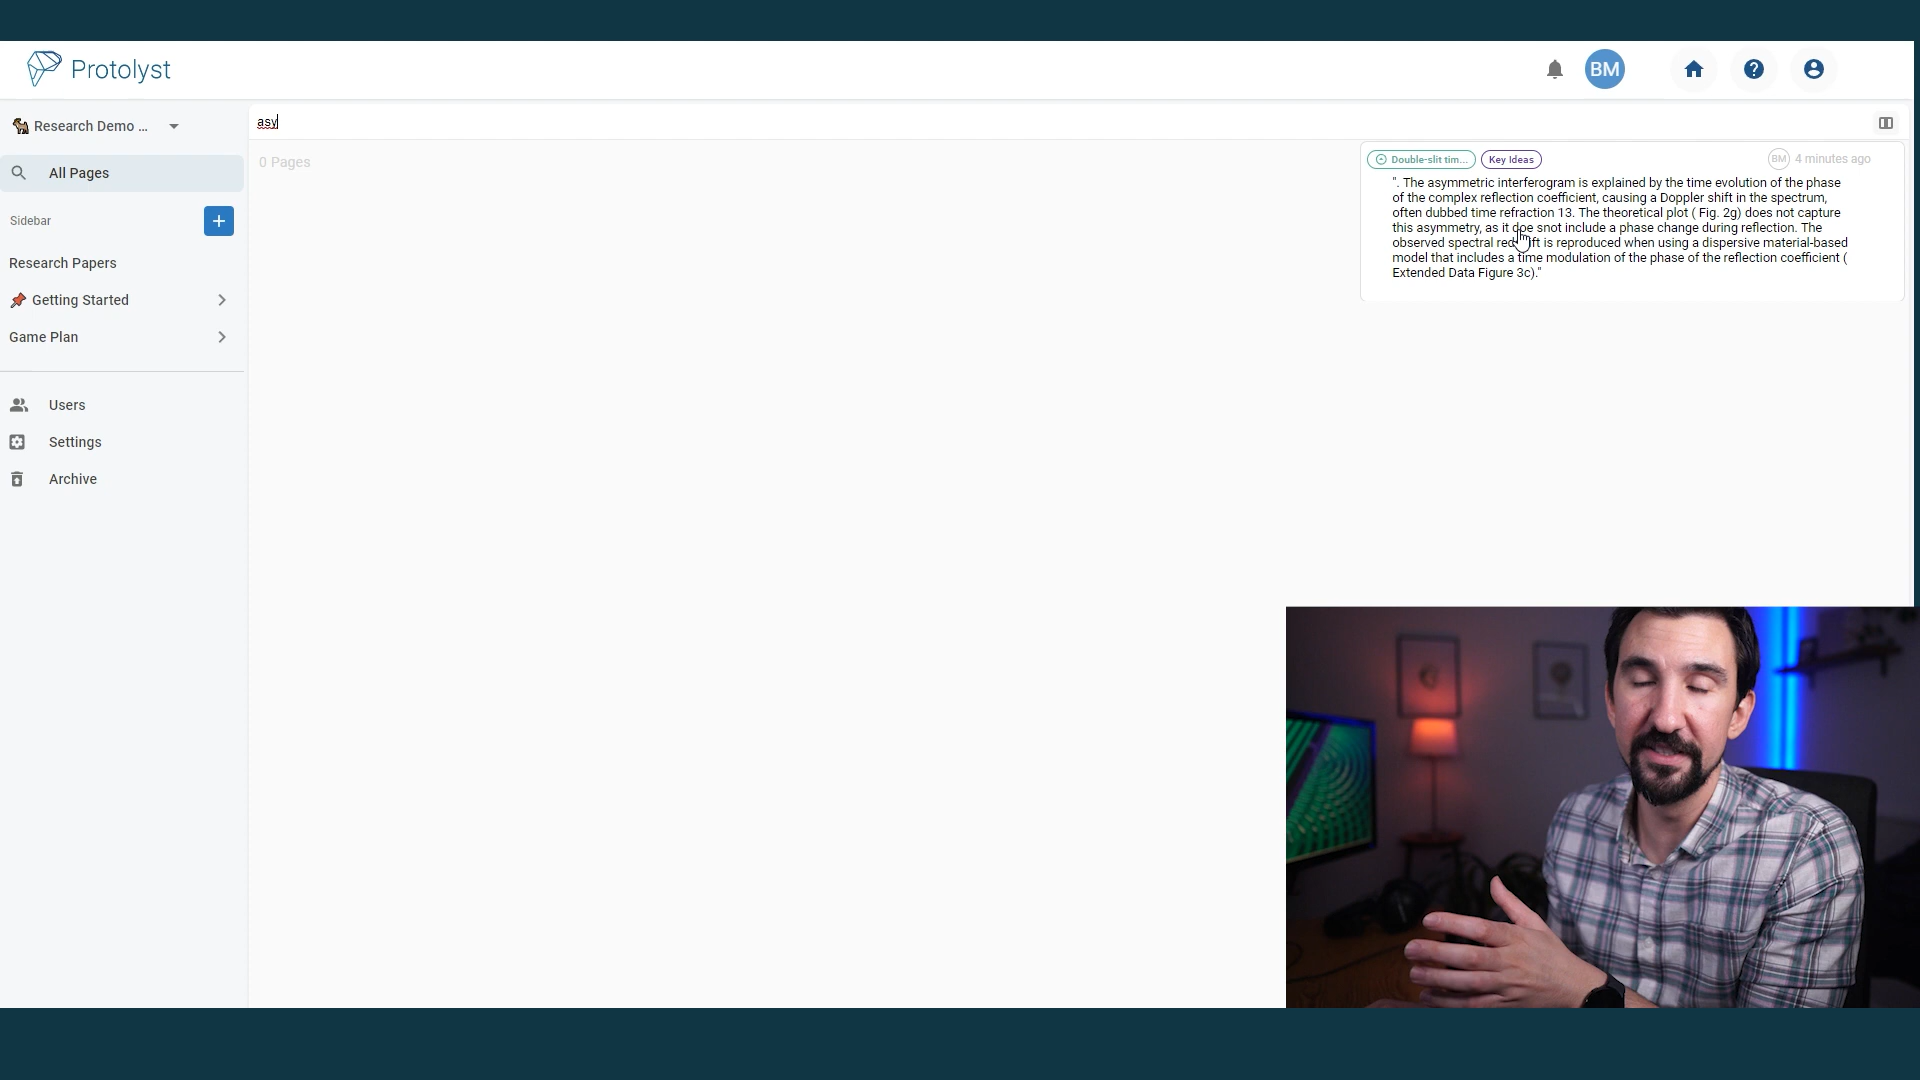 Protolyst
BM
Research Demo ...
All Pages
Sidebar
Research Papers
Getting Started
Game Plan
Users
Settings
Archive
asy
0 Pages
Double-slit tim...
Key Ideas
BM
4 minutes ago
". The asymmetric interferogram is explained by the time evolution of the phase
of the complex reflection coefficient, causing a Doppler shift in the spectrum,
often dubbed time refraction 13. The theoretical plot ( Fig. 2g) does not capture
this asymmetry, as it doe snot include a phase change during reflection. The
observed spectral red shift is reproduced when using a dispersive material-based
model that includes a time modulation of the phase of the reflection coefficient (
Extended Data Figure 3c)."